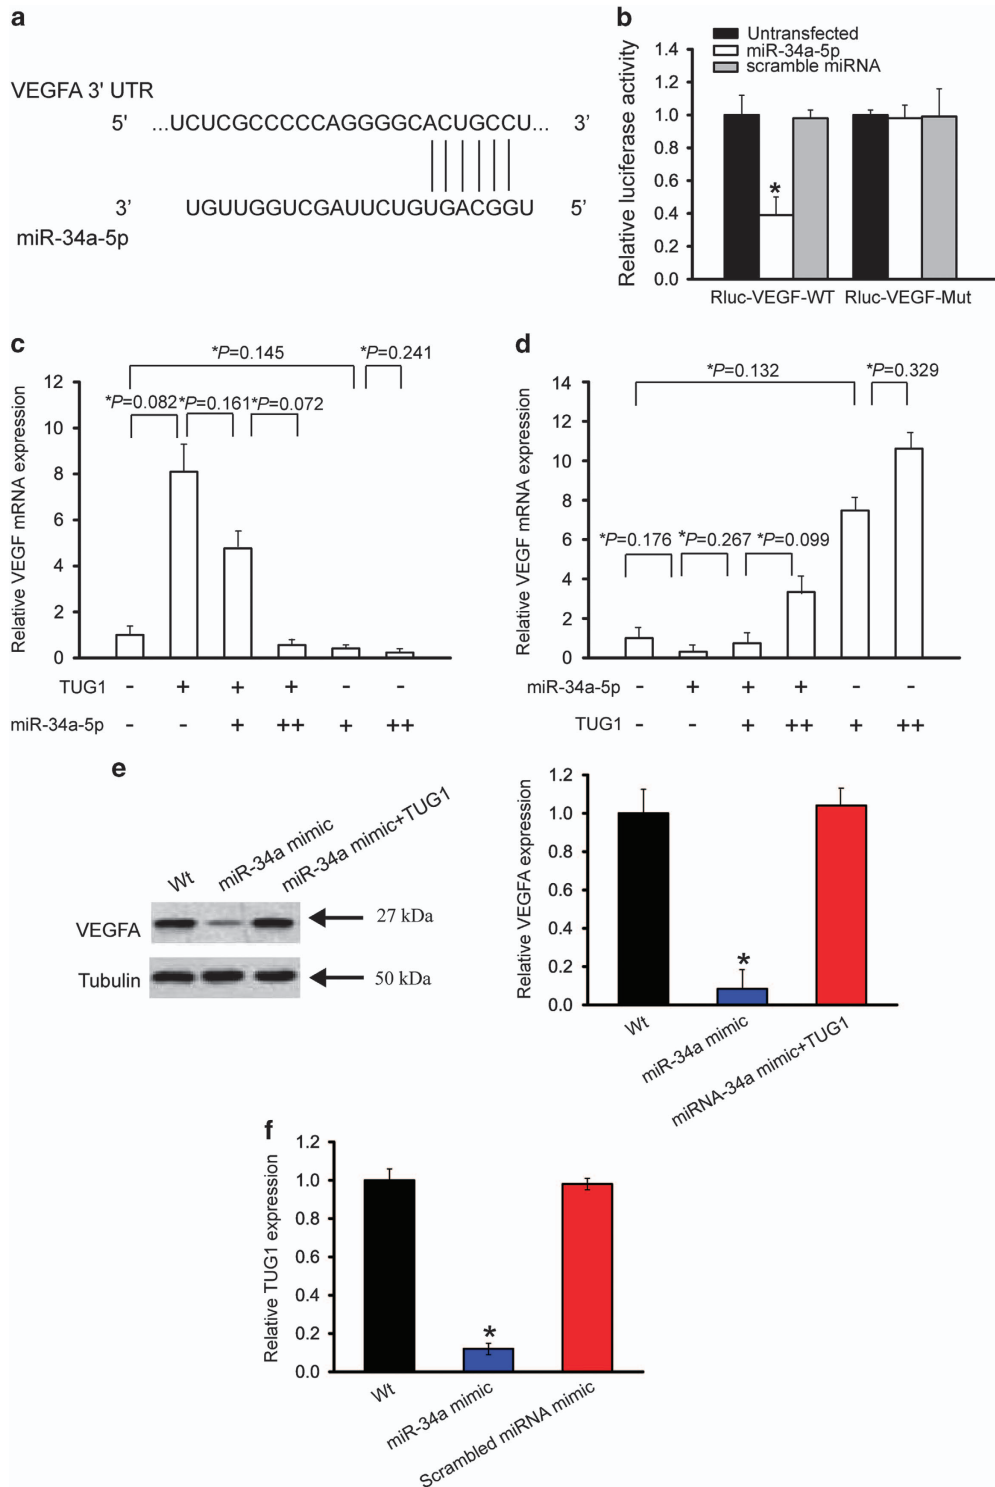 a
VEGFA 3' UTR
5' ...UCUCGCCCCCAGGGGCACUGCCU... 3'
3' UGUUGGUCGAUUCUGUGACGGU 5'
miR-34a-5p
b
Untransfected
miR-34a-5p
scramble miRNA
Relative luciferase activity
1.4
1.2
1.0
0.8
0.6
0.4
0.2
0.0
*
Rluc-VEGF-WT Rluc-VEGF-Mut
c
*P=0.145 *P=0.241
*P=0.082 *P=0.161 *P=0.072
Relative VEGF mRNA expression
12
10
8
6
4
2
0
TUG1 - + + + - -
miR-34a-5p - - + ++ + ++
d
*P=0.132 *P=0.329
*P=0.176 *P=0.267 *P=0.099
Relative VEGF mRNA expression
14
12
10
8
6
4
2
0
miR-34a-5p - + + + - -
TUG1 - - + ++ + ++
e
Wt miR-34a mimic miR-34a mimic+TUG1
VEGFA 27 kDa
Tubulin 50 kDa
Relative VEGFA expression
1.2
1.0
0.8
0.6
0.4
0.2
0.0
*
Wt
miR-34a mimic
miRNA-34a mimic+TUG1
f
Relative TUG1 expression
1.2
1.0
0.8
0.6
0.4
0.2
0.0
*
Wt
miR-34a mimic
Scrambled miRNA mimic